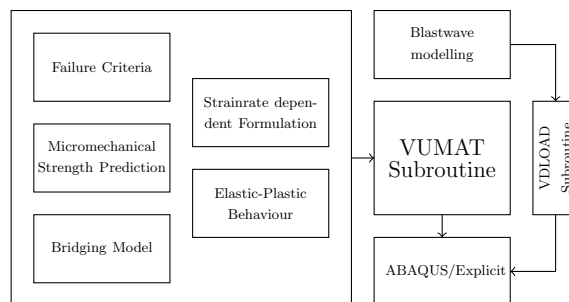 Failure Criteria
Micromechanical
Strength Prediction
Bridging Model
Strainrate depen-
dent Formulation
Elastic-Plastic
Behaviour
Blastwave
modelling
VUMAT
Subroutine
VDLOAD
Subroutine
ABAQUS/Explicit